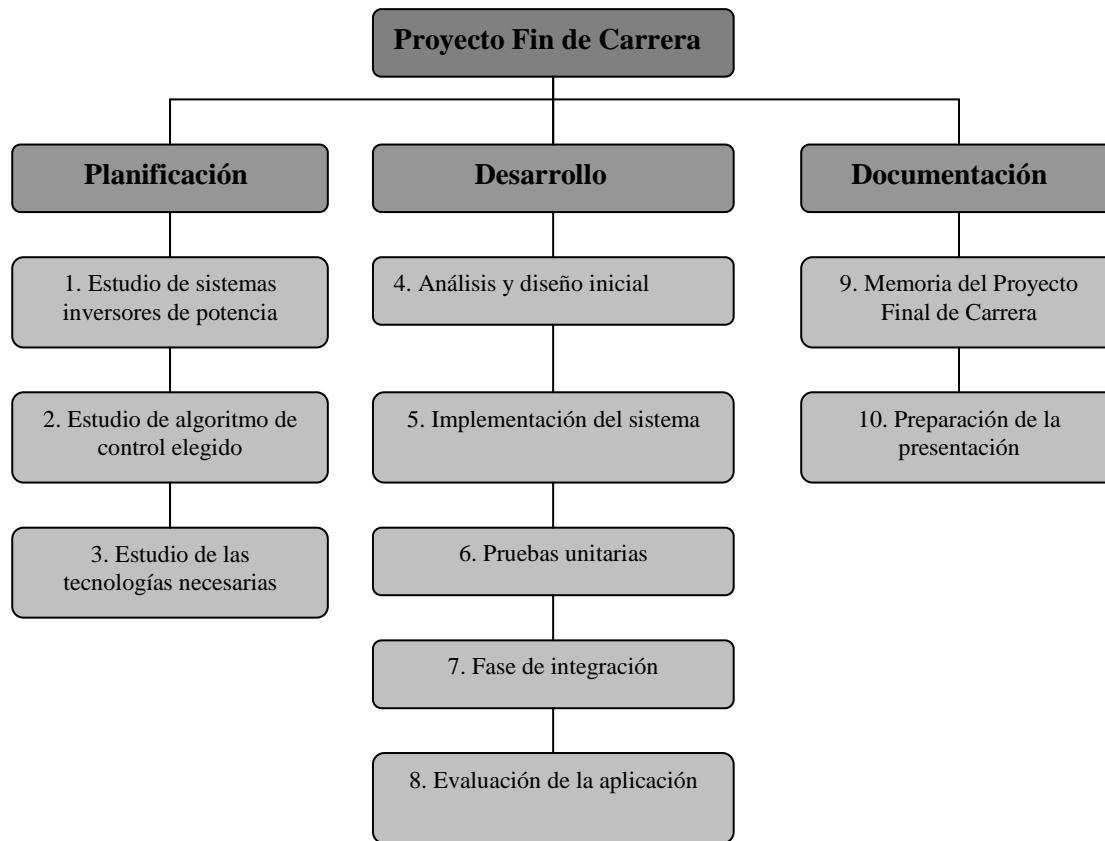 Proyecto Fin de Carrera
Planificación
Desarrollo
Documentación
1. Estudio de sistemas
inversores de potencia
2. Estudio de algoritmo de
control elegido
3. Estudio de las
tecnologías necesarias
4. Análisis y diseño inicial
5. Implementación del sistema
6. Pruebas unitarias
7. Fase de integración
8. Evaluación de la aplicación
9. Memoria del Proyecto
Final de Carrera
10. Preparación de la
presentación